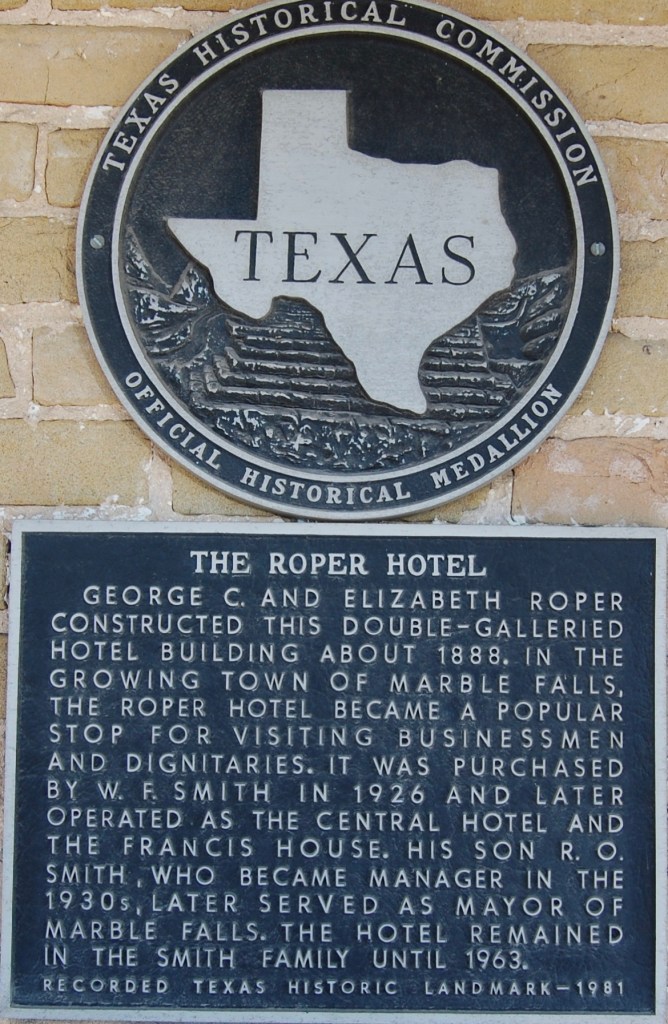 TEXAS HISTORICAL COMMISSION
TEXAS
OFFICIAL HISTORICAL MEDALLION
THE ROPER HOTEL
GEORGE C. AND ELIZABETH ROPER
CONSTRUCTED THIS DOUBLE-GALLERIED
HOTEL BUILDING ABOUT 1888. IN THE
GROWING TOWN OF MARBLE FALLS,
THE ROPER HOTEL BECAME A POPULAR
STOP FOR VISITING BUSINESSMEN
AND DIGNITARIES. IT WAS PURCHASED
BY W. F. SMITH IN 1926 AND LATER
OPERATED AS THE CENTRAL HOTEL AND
THE FRANCIS HOUSE. HIS SON R. O.
SMITH, WHO BECAME MANAGER IN THE
1930s, LATER SERVED AS MAYOR OF
MARBLE FALLS. THE HOTEL REMAINED
IN THE SMITH FAMILY UNTIL 1963.
RECORDED TEXAS HISTORIC LANDMARK-1981